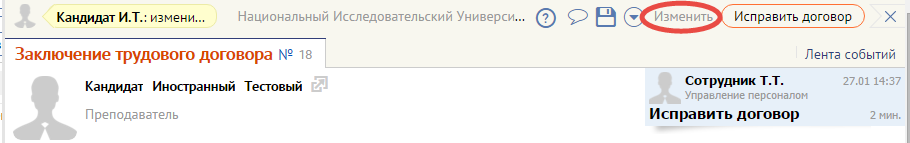 Кандидат И.Т.: измени... Национальный Исследовательский Универси... ? Изменить Исправить договор
Заключение трудового договора № 18 Лента событий
Кандидат Иностранный Тестовый
Преподаватель
Сотрудник Т.Т. 27.01 14:37
Управление персоналом
Исправить договор 2 мин.